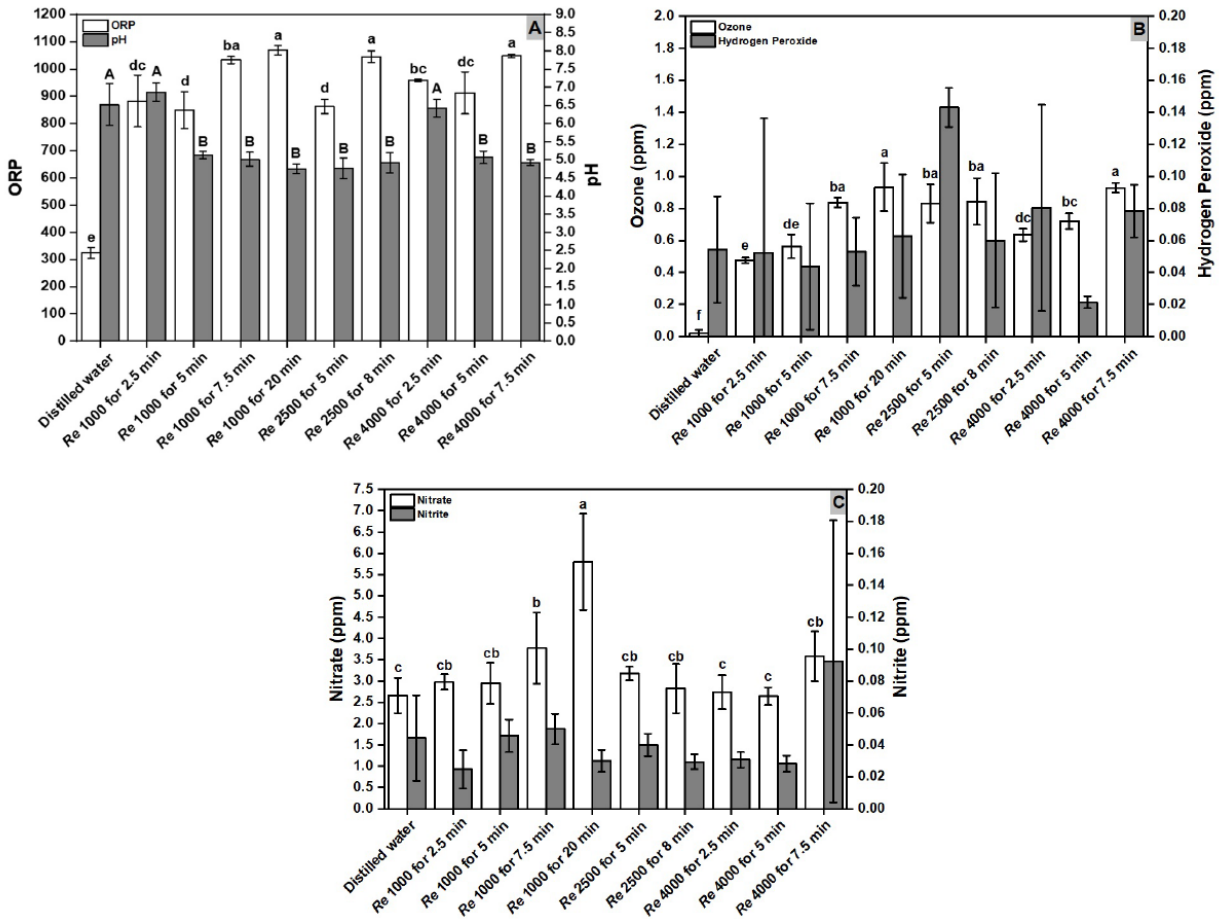 ORP
pH
A
ORP
1200
1100
1000
900
800
700
600
500
400
300
200
100
0
e
A
dc
A
d
B
ba
B
a
B
d
B
a
B
bc
A
dc
B
a
B
9.0
8.5
8.0
7.5
7.0
6.5
6.0
5.5
5.0
4.5
4.0
3.5
3.0
2.5
2.0
1.5
1.0
0.5
0.0
pH
Distilled water
Re 1000 for 2.5 min
Re 1000 for 5 min
Re 1000 for 7.5 min
Re 1000 for 20 min
Re 2500 for 5 min
Re 2500 for 8 min
Re 4000 for 2.5 min
Re 4000 for 5 min
Re 4000 for 7.5 min
Ozone
Hydrogen Peroxide
B
Ozone (ppm)
2.0
1.8
1.6
1.4
1.2
1.0
0.8
0.6
0.4
0.2
0.0
f
e
de
ba
a
ba
ba
dc
bc
a
0.20
0.18
0.16
0.14
0.12
0.10
0.08
0.06
0.04
0.02
0.00
Hydrogen Peroxide (ppm)
Distilled water
Re 1000 for 2.5 min
Re 1000 for 5 min
Re 1000 for 7.5 min
Re 1000 for 20 min
Re 2500 for 5 min
Re 2500 for 8 min
Re 4000 for 2.5 min
Re 4000 for 5 min
Re 4000 for 7.5 min
Nitrate
Nitrite
C
Nitrate (ppm)
7.5
7.0
6.5
6.0
5.5
5.0
4.5
4.0
3.5
3.0
2.5
2.0
1.5
1.0
0.5
0.0
c
cb
cb
b
a
cb
cb
c
c
cb
0.20
0.18
0.16
0.14
0.12
0.10
0.08
0.06
0.04
0.02
0.00
Nitrite (ppm)
Distilled water
Re 1000 for 2.5 min
Re 1000 for 5 min
Re 1000 for 7.5 min
Re 1000 for 20 min
Re 2500 for 5 min
Re 2500 for 8 min
Re 4000 for 2.5 min
Re 4000 for 5 min
Re 4000 for 7.5 min